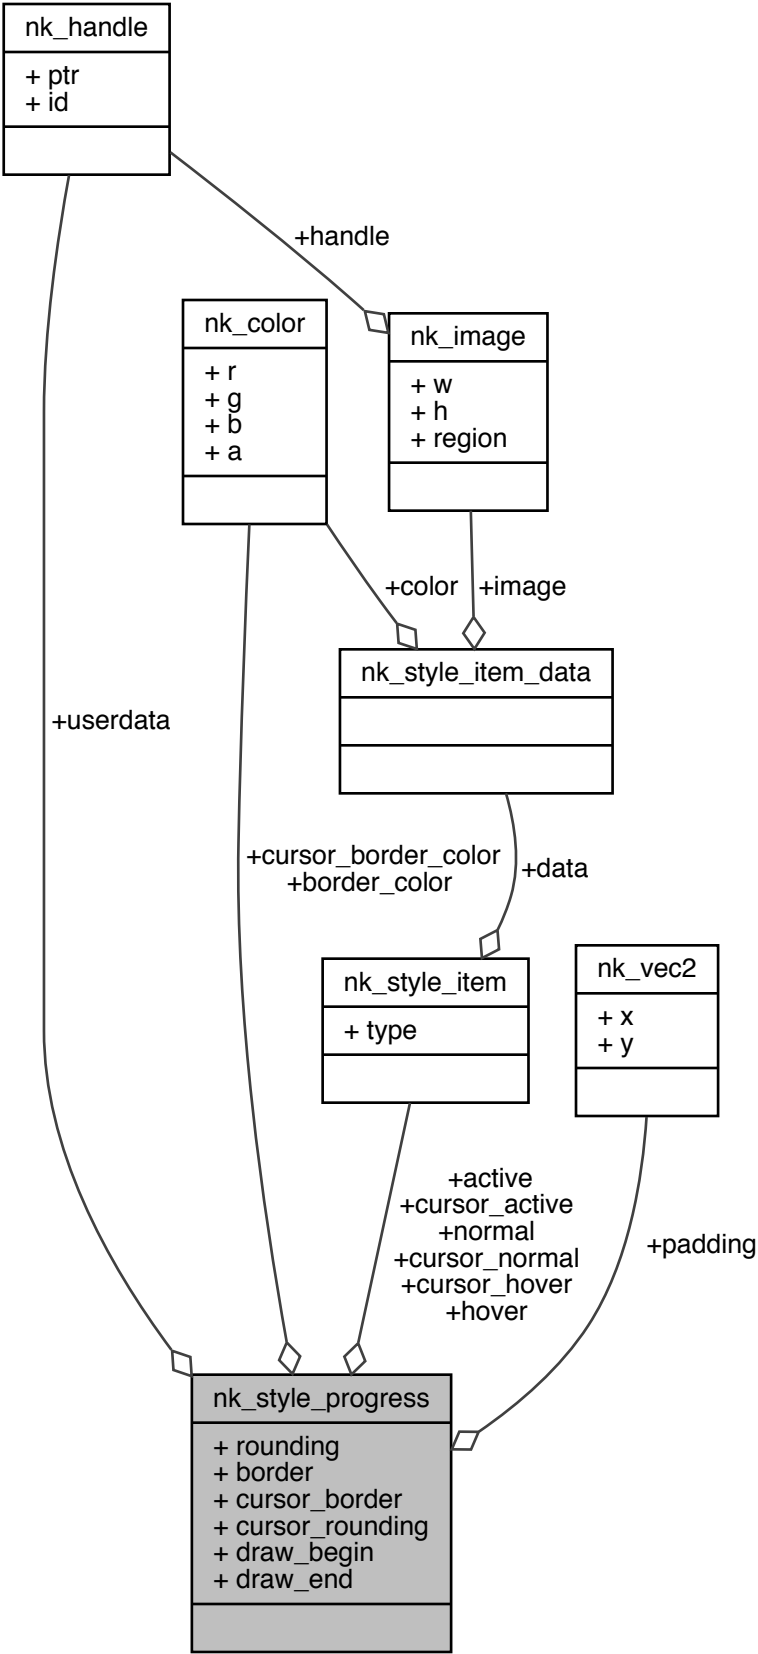 nk_handle
+ ptr
+ id
+handle
nk_color
+ r
+ g
+ b
+ a
nk_image
+ w
+ h
+ region
+color
+image
nk_style_item_data
+userdata
+cursor_border_color
+border_color
+data
nk_style_item
+ type
nk_vec2
+ x
+ y
+active
+cursor_active
+normal
+cursor_normal
+cursor_hover
+hover
+padding
nk_style_progress
+ rounding
+ border
+ cursor_border
+ cursor_rounding
+ draw_begin
+ draw_end